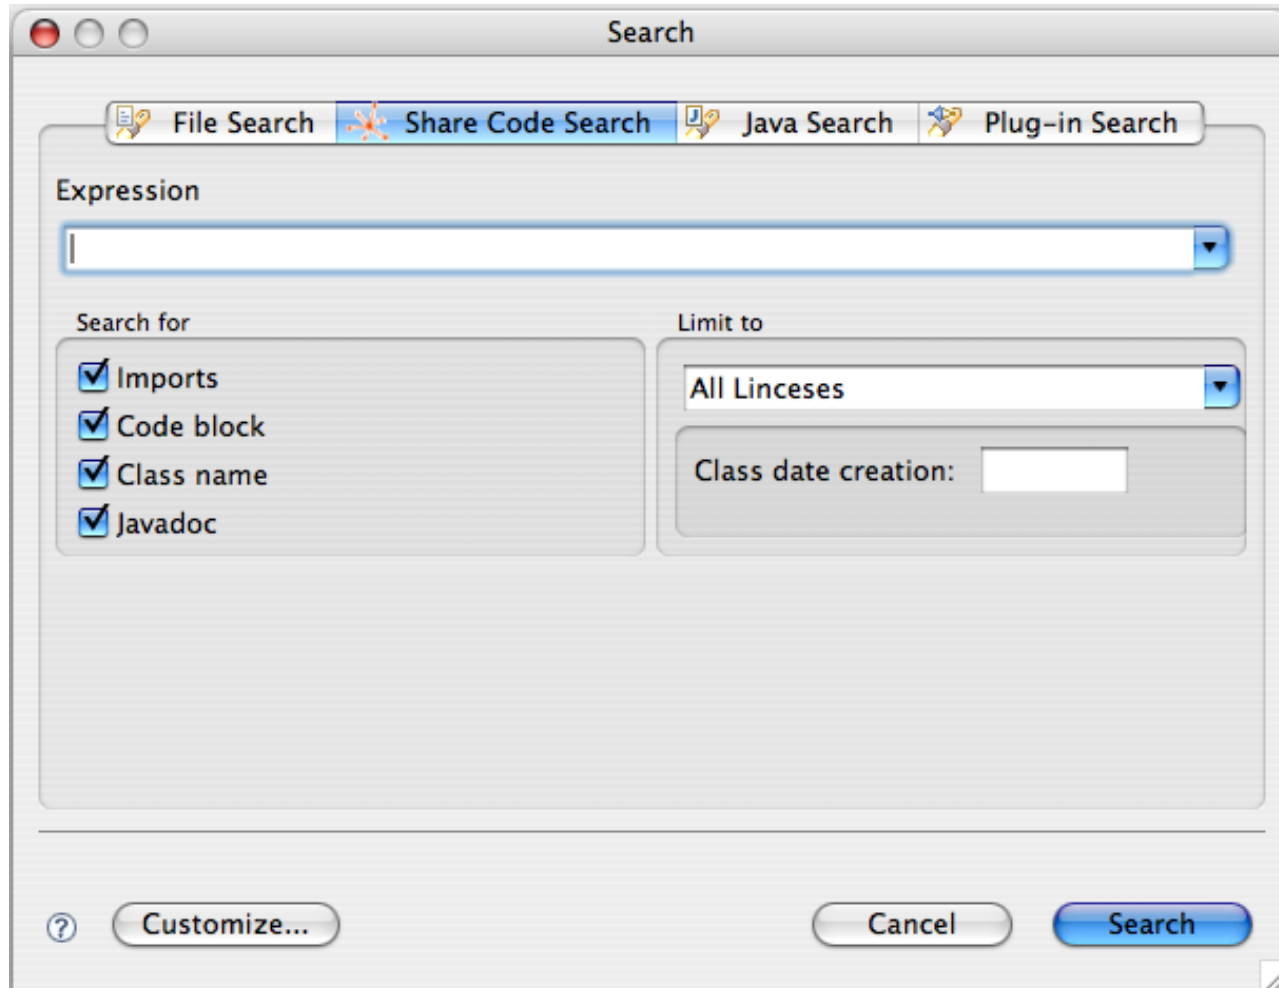 Search
File Search Share Code Search Java Search Plug-in Search
Expression
Search for
Imports
Code block
Class name
Javadoc
Limit to
All Linceses
Class date creation:
?
Customize... Cancel Search